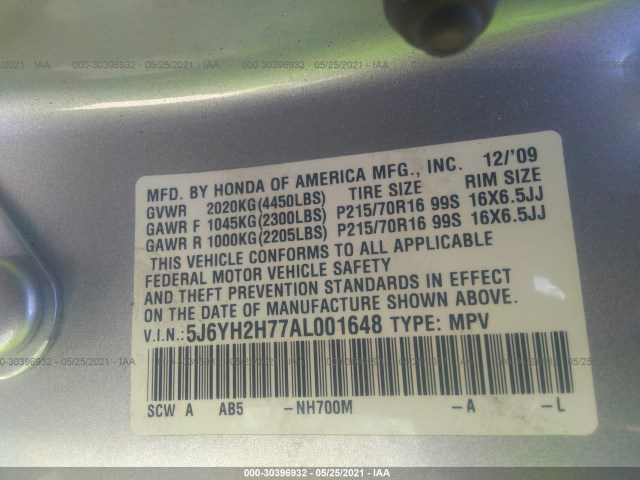 000-30396932 - 05/25/2021 - IAA
MFD. BY HONDA OF AMERICA MFG., INC. 12/'09
GVWR 2020KG(4450LBS) TIRE SIZE RIM SIZE
GAWR F 1045KG(2300LBS) P215/70R16 99S 16X6.5JJ
GAWR R 1000KG(2205LBS) P215/70R16 99S 16X6.5JJ
THIS VEHICLE CONFORMS TO ALL APPLICABLE
FEDERAL MOTOR VEHICLE SAFETY
AND THEFT PREVENTION STANDARDS IN EFFECT
ON THE DATE OF MANUFACTURE SHOWN ABOVE.
V.I.N.: 5J6YH2H77AL001648 TYPE: MPV
SCW A AB5 -NH700M -A -L
000-30396932 - 05/25/2021 - IAA